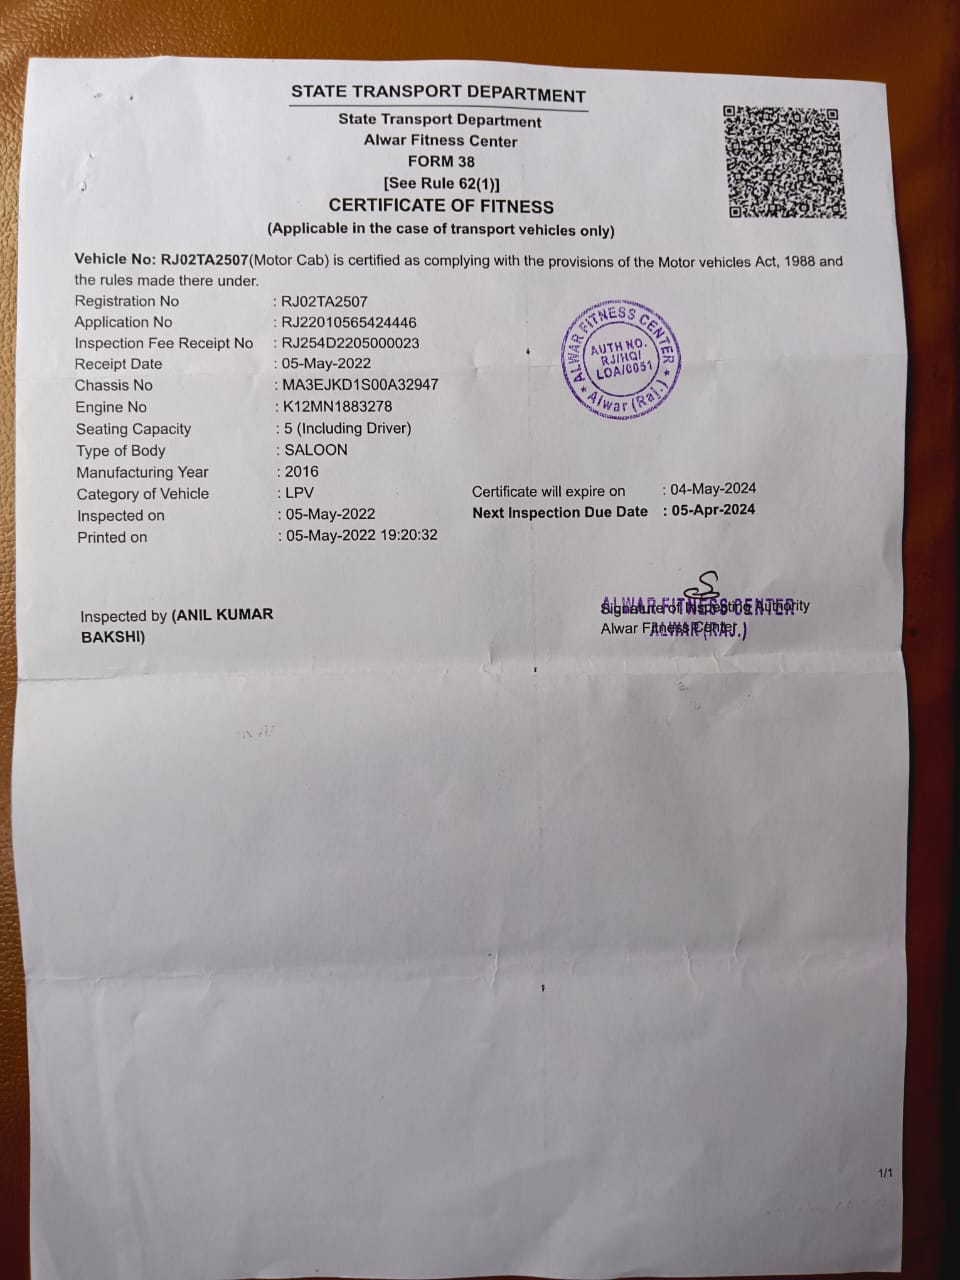 STATE TRANSPORT DEPARTMENT
State Transport Department
Alwar Fitness Center
FORM 38
[See Rule 62(1)]
CERTIFICATE OF FITNESS
(Applicable in the case of transport vehicles only)
Vehicle No: RJ02TA2507(Motor Cab) is certified as complying with the provisions of the Motor vehicles Act, 1988 and
the rules made there under.
Registration No : RJ02TA2507
Application No : RJ22010565424446
Inspection Fee Receipt No : RJ254D2205000023
Receipt Date : 05-May-2022
Chassis No : MA3EJKD1S00A32947
Engine No : K12MN1883278
Seating Capacity : 5 (Including Driver)
Type of Body : SALOON
Manufacturing Year : 2016
Category of Vehicle : LPV
Inspected on : 05-May-2022
Printed on : 05-May-2022 19:20:32
ALWAR FITNESS CENTER
AUTH NO.
RJ/HQ/
LOA/0051
★ Alwar (Raj.) ★
Certificate will expire on : 04-May-2024
Next Inspection Due Date : 05-Apr-2024
Inspected by (ANIL KUMAR
BAKSHI)
ALWAR FITNESS CENTER
Signature of Inspecting Authority
ALWAR (RAJ.)
Alwar Fitness Center
1/1